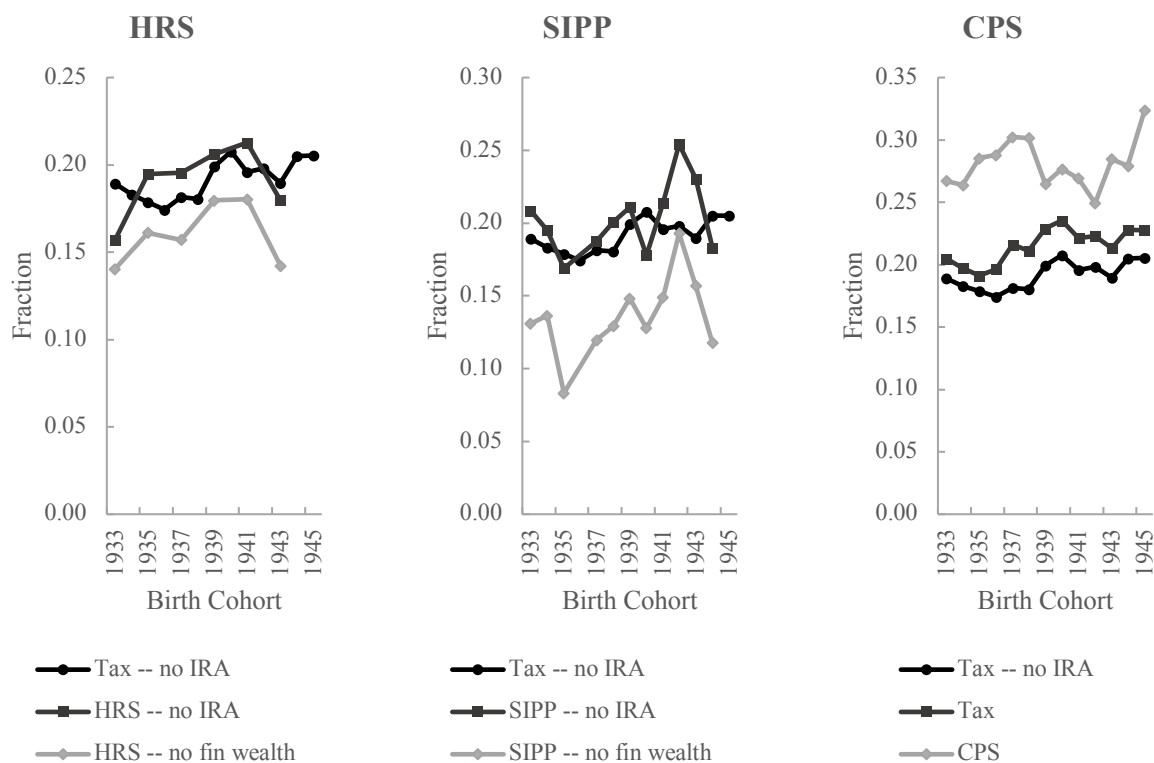 HRS
0.25
0.20
0.15
0.10
0.05
0.00
Fraction
1933
1935
1937
1939
1941
1943
1945
Birth Cohort
Tax -- no IRA
HRS -- no IRA
HRS -- no fin wealth
SIPP
0.30
0.25
0.20
0.15
0.10
0.05
0.00
Fraction
1933
1935
1937
1939
1941
1943
1945
Birth Cohort
Tax -- no IRA
SIPP -- no IRA
SIPP -- no fin wealth
CPS
0.35
0.30
0.25
0.20
0.15
0.10
0.05
0.00
Fraction
1933
1935
1937
1939
1941
1943
1945
Birth Cohort
Tax -- no IRA
Tax
CPS